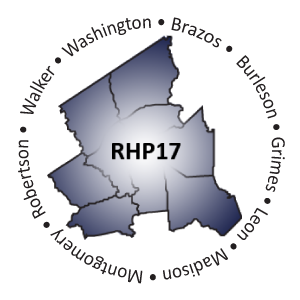 Brazos • Burleson • Grimes • Leon • Madison • Montgomery • Robertson • Walker • Washington •
RHP17